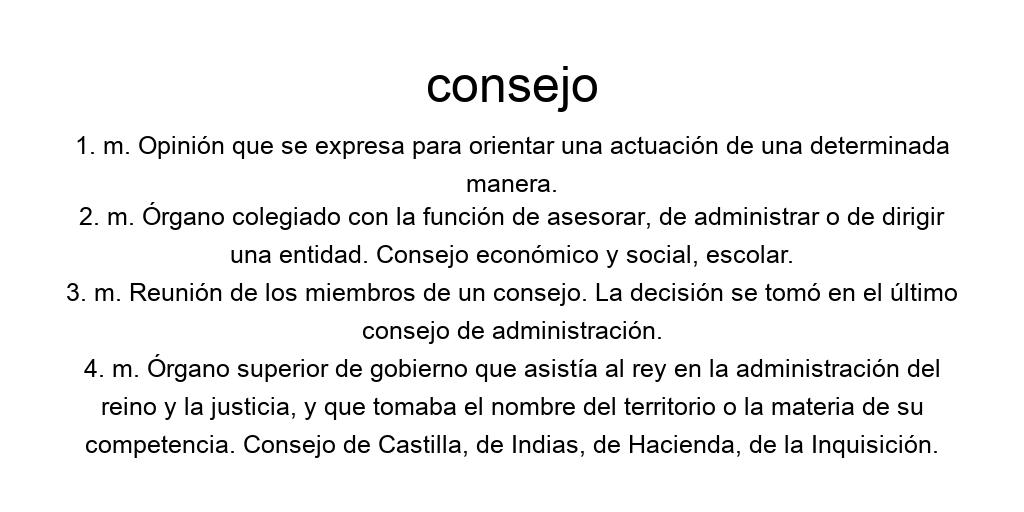 consejo
1. m. Opinión que se expresa para orientar una actuación de una determinada
manera.
2. m. Órgano colegiado con la función de asesorar, de administrar o de dirigir
una entidad. Consejo económico y social, escolar.
3. m. Reunión de los miembros de un consejo. La decisión se tomó en el último
consejo de administración.
4. m. Órgano superior de gobierno que asistía al rey en la administración del
reino y la justicia, y que tomaba el nombre del territorio o la materia de su
competencia. Consejo de Castilla, de Indias, de Hacienda, de la Inquisición.